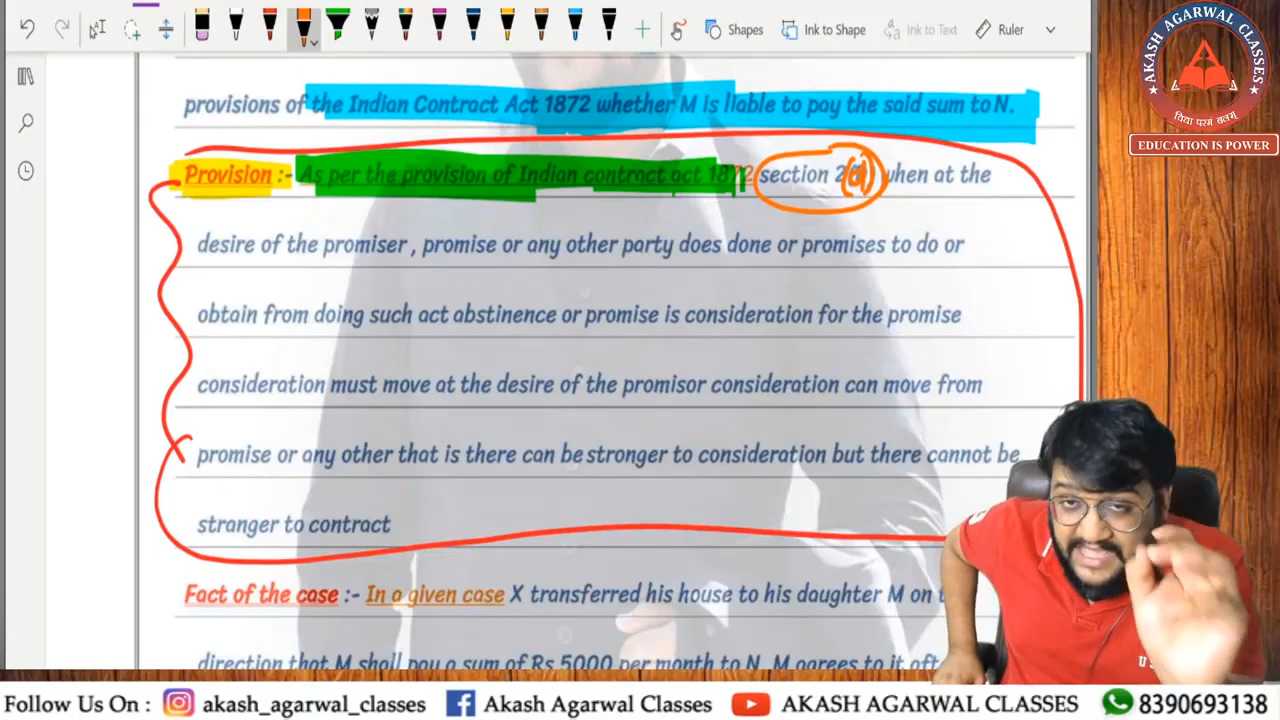 Shapes
Ink to Shape
Ink to Text
Ruler
AKASH AGARWAL CLASSES
विद्या परमं बलम्
EDUCATION IS POWER
provisions of the Indian Contract Act 1872 whether M is liable to pay the said sum to N.
Provision :- As per the provision of Indian contract act 1872 section 2(d) when at the
desire of the promiser , promise or any other party does done or promises to do or
obtain from doing such act abstinence or promise is consideration for the promise
consideration must move at the desire of the promisor consideration can move from
promise or any other that is there can be stronger to consideration but there cannot be
stranger to contract
Fact of the case :- In a given case X transferred his house to his daughter M on
direction that M shall pay a sum of Rs 5000 per month to N. M agrees to it
Follow Us On :
akash_agarwal_classes
Akash Agarwal Classes
AKASH AGARWAL CLASSES
8390693138